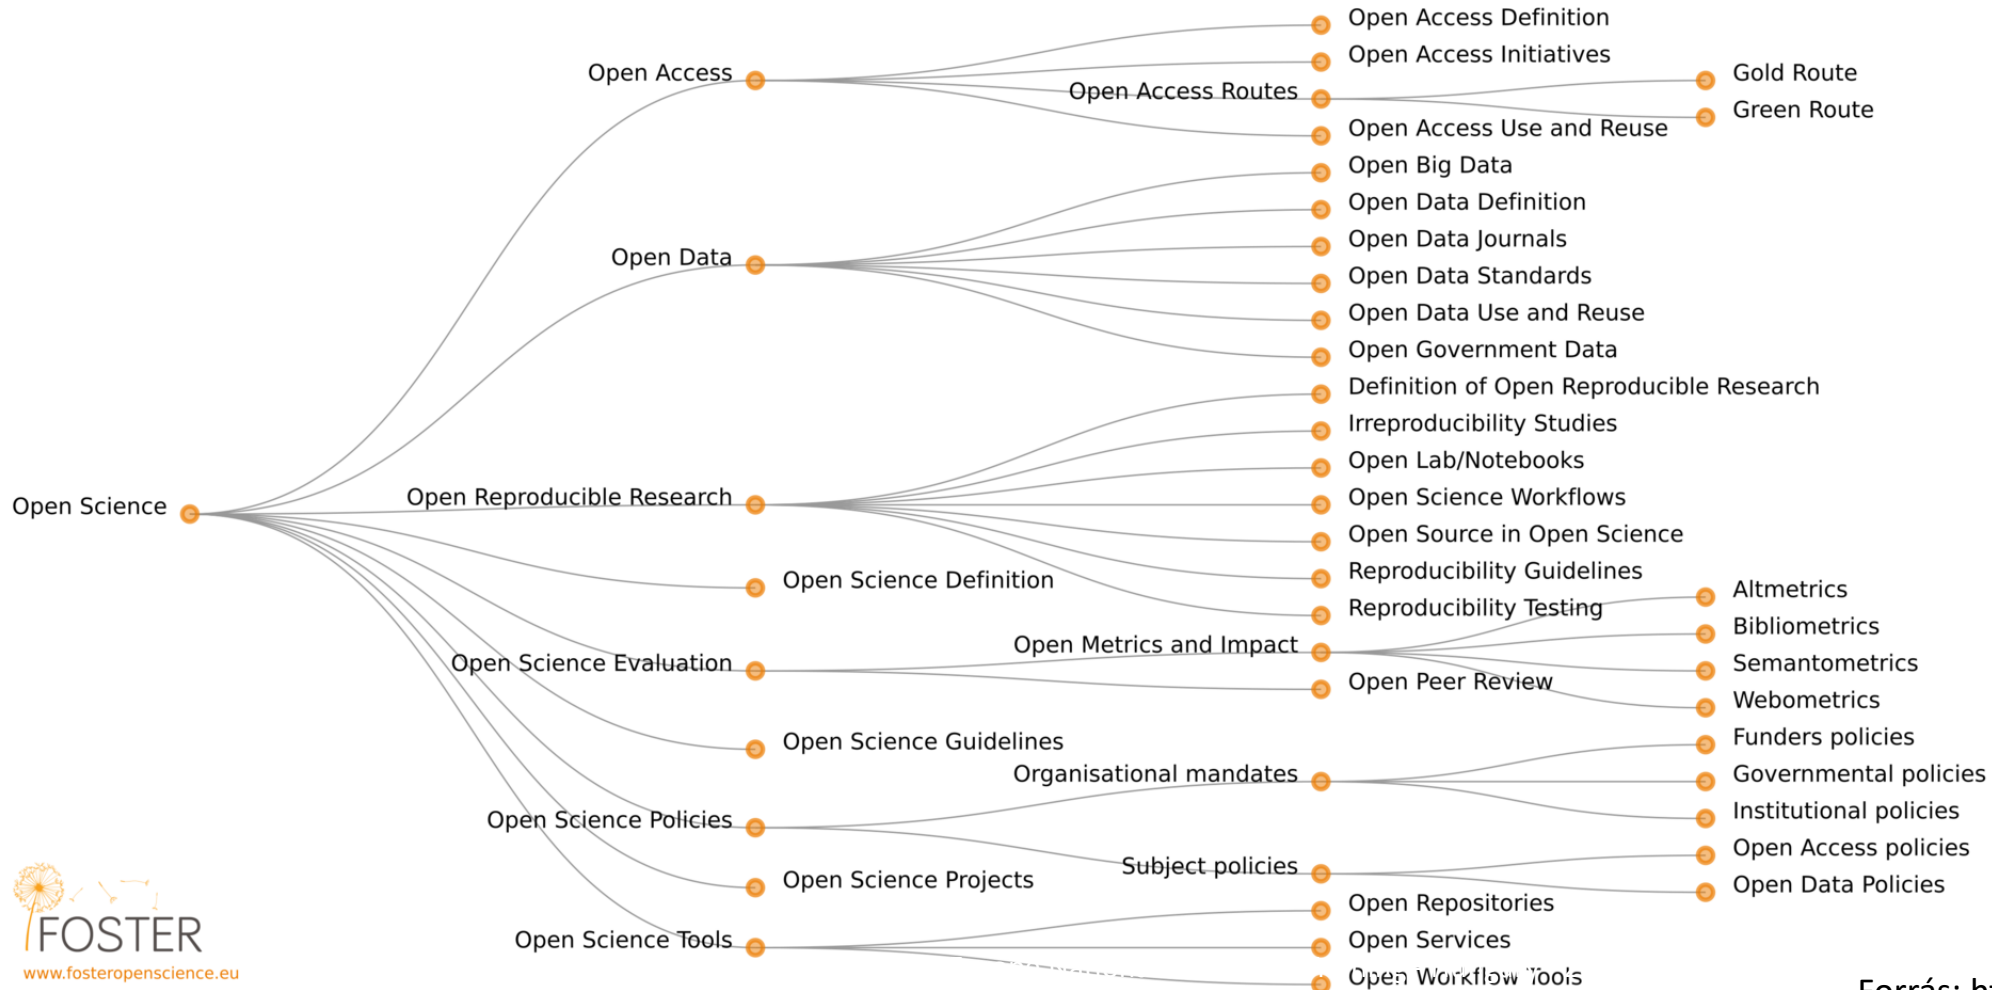 Open Science
Open Access
Open Access Definition
Open Access Initiatives
Open Access Routes
Gold Route
Green Route
Open Access Use and Reuse
Open Data
Open Big Data
Open Data Definition
Open Data Journals
Open Data Standards
Open Data Use and Reuse
Open Government Data
Open Reproducible Research
Definition of Open Reproducible Research
Irreproducibility Studies
Open Lab/Notebooks
Open Science Workflows
Open Source in Open Science
Reproducibility Guidelines
Reproducibility Testing
Open Science Definition
Open Science Evaluation
Open Metrics and Impact
Altmetrics
Bibliometrics
Semantometrics
Webometrics
Open Peer Review
Open Science Guidelines
Open Science Policies
Organisational mandates
Funders policies
Governmental policies
Institutional policies
Subject policies
Open Access policies
Open Data Policies
Open Science Projects
Open Science Tools
Open Repositories
Open Services
Open Workflow Tools
FOSTER
www.fosteropenscience.eu
Forrás: